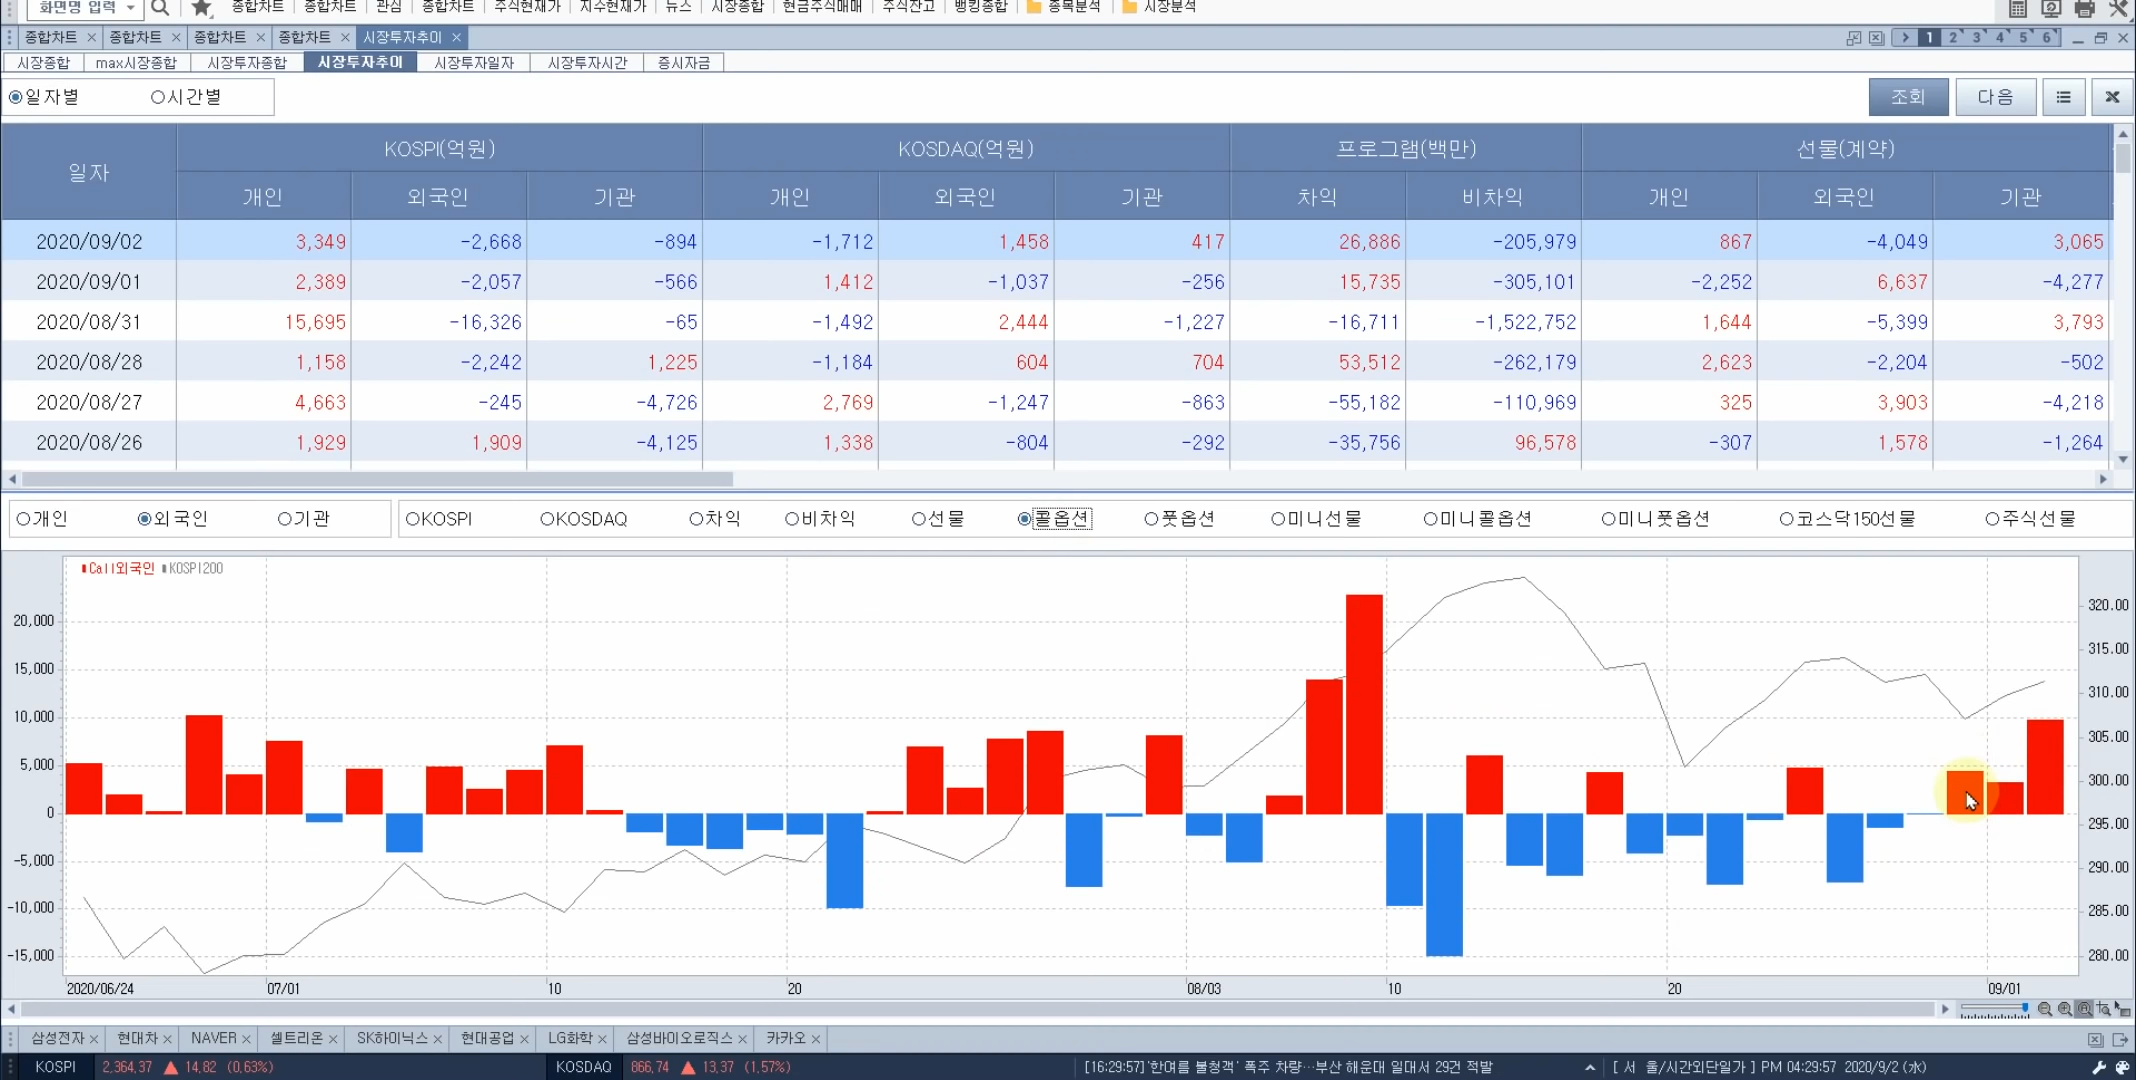 화면명 입력 종합차트 종합차트 관심 종합차트 주식현재가 지수현재가 뉴스 시장종합 현금주식매매 주식잔고 뱅킹종합 종목분석 시장분석
종합차트 × 종합차트 × 종합차트 × 종합차트 × 시장투자추이 × 1 2 3 4 5 6
시장종합 max시장종합 시장투자종합 시장투자추이 시장투자일자 시장투자시간 증시자금
일자별 시간별 조회 다음
일자 KOSPI(억원) KOSDAQ(억원) 프로그램(백만) 선물(계약)
개인 외국인 기관 개인 외국인 기관 차익 비차익 개인 외국인 기관
2020/09/02 3,349 -2,668 -894 -1,712 1,458 417 26,886 -205,979 867 -4,049 3,065
2020/09/01 2,389 -2,057 -566 1,412 -1,037 -256 15,735 -305,101 -2,252 6,637 -4,277
2020/08/31 15,695 -16,326 -65 -1,492 2,444 -1,227 -16,711 -1,522,752 1,644 -5,399 3,793
2020/08/28 1,158 -2,242 1,225 -1,184 604 704 53,512 -262,179 2,623 -2,204 -502
2020/08/27 4,663 -245 -4,726 2,769 -1,247 -863 -55,182 -110,969 325 3,903 -4,218
2020/08/26 1,929 1,909 -4,125 1,338 -804 -292 -35,756 96,578 -307 1,578 -1,264
개인 외국인 기관 KOSPI KOSDAQ 차익 비차익 선물 콜옵션 풋옵션 미니선물 미니콜옵션 미니풋옵션 코스닥150선물 주식선물
Call외국인 KOSPI200
20,000
15,000
10,000
5,000
0
-5,000
-10,000
-15,000
320.00
315.00
310.00
305.00
300.00
295.00
290.00
285.00
280.00
2020/06/24 07/01 10 20 08/03 10 20 09/01
삼성전자 × 현대차 × NAVER × 셀트리온 × SK하이닉스 × 현대공업 × LG화학 × 삼성바이오로직스 × 카카오 ×
KOSPI 2,364,37 ▲ 14,82 (0,63%) KOSDAQ 866,74 ▲ 13,37 (1,57%) [16:29:57]'한여름 불청객' 폭주 차량…부산 해운대 일대서 29건 적발 [ 서 울/시간외단일가 ] PM 04:29:57 2020/9/2 (水)